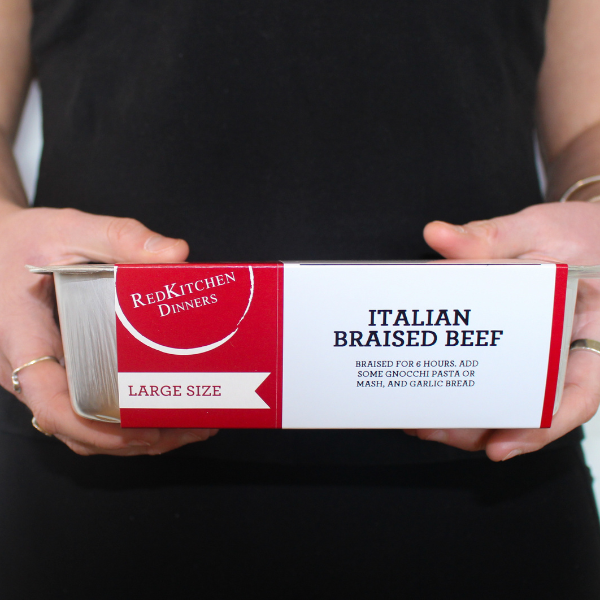 REDKITCHEN
DINNERS
LARGE SIZE
ITALIAN
BRAISED BEEF
BRAISED FOR 6 HOURS. ADD
SOME GNOCCHI PASTA OR
MASH, AND GARLIC BREAD